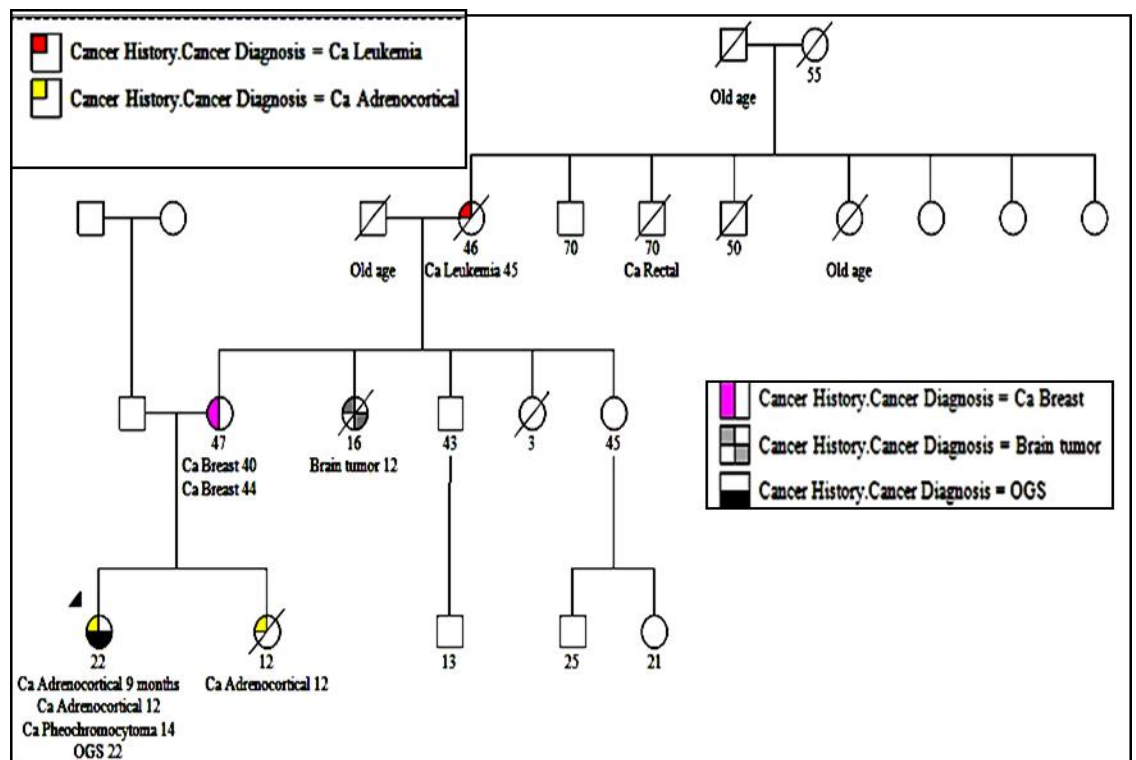 Cancer History.Cancer Diagnosis = Ca Leukemia
Cancer History.Cancer Diagnosis = Ca Adrenocortical
55
Old age
46
70
70
50
Old age
Ca Leukemia 45
Ca Rectal
Old age
Cancer History.Cancer Diagnosis = Ca Breast
Cancer History.Cancer Diagnosis = Brain tumor
Cancer History.Cancer Diagnosis = OGS
47
16
43
3
45
Ca Breast 40
Brain tumor 12
Ca Breast 44
22
12
13
25
21
Ca Adrenocortical 9 months
Ca Adrenocortical 12
Ca Adrenocortical 12
Ca Pheochromocytoma 14
OGS 22